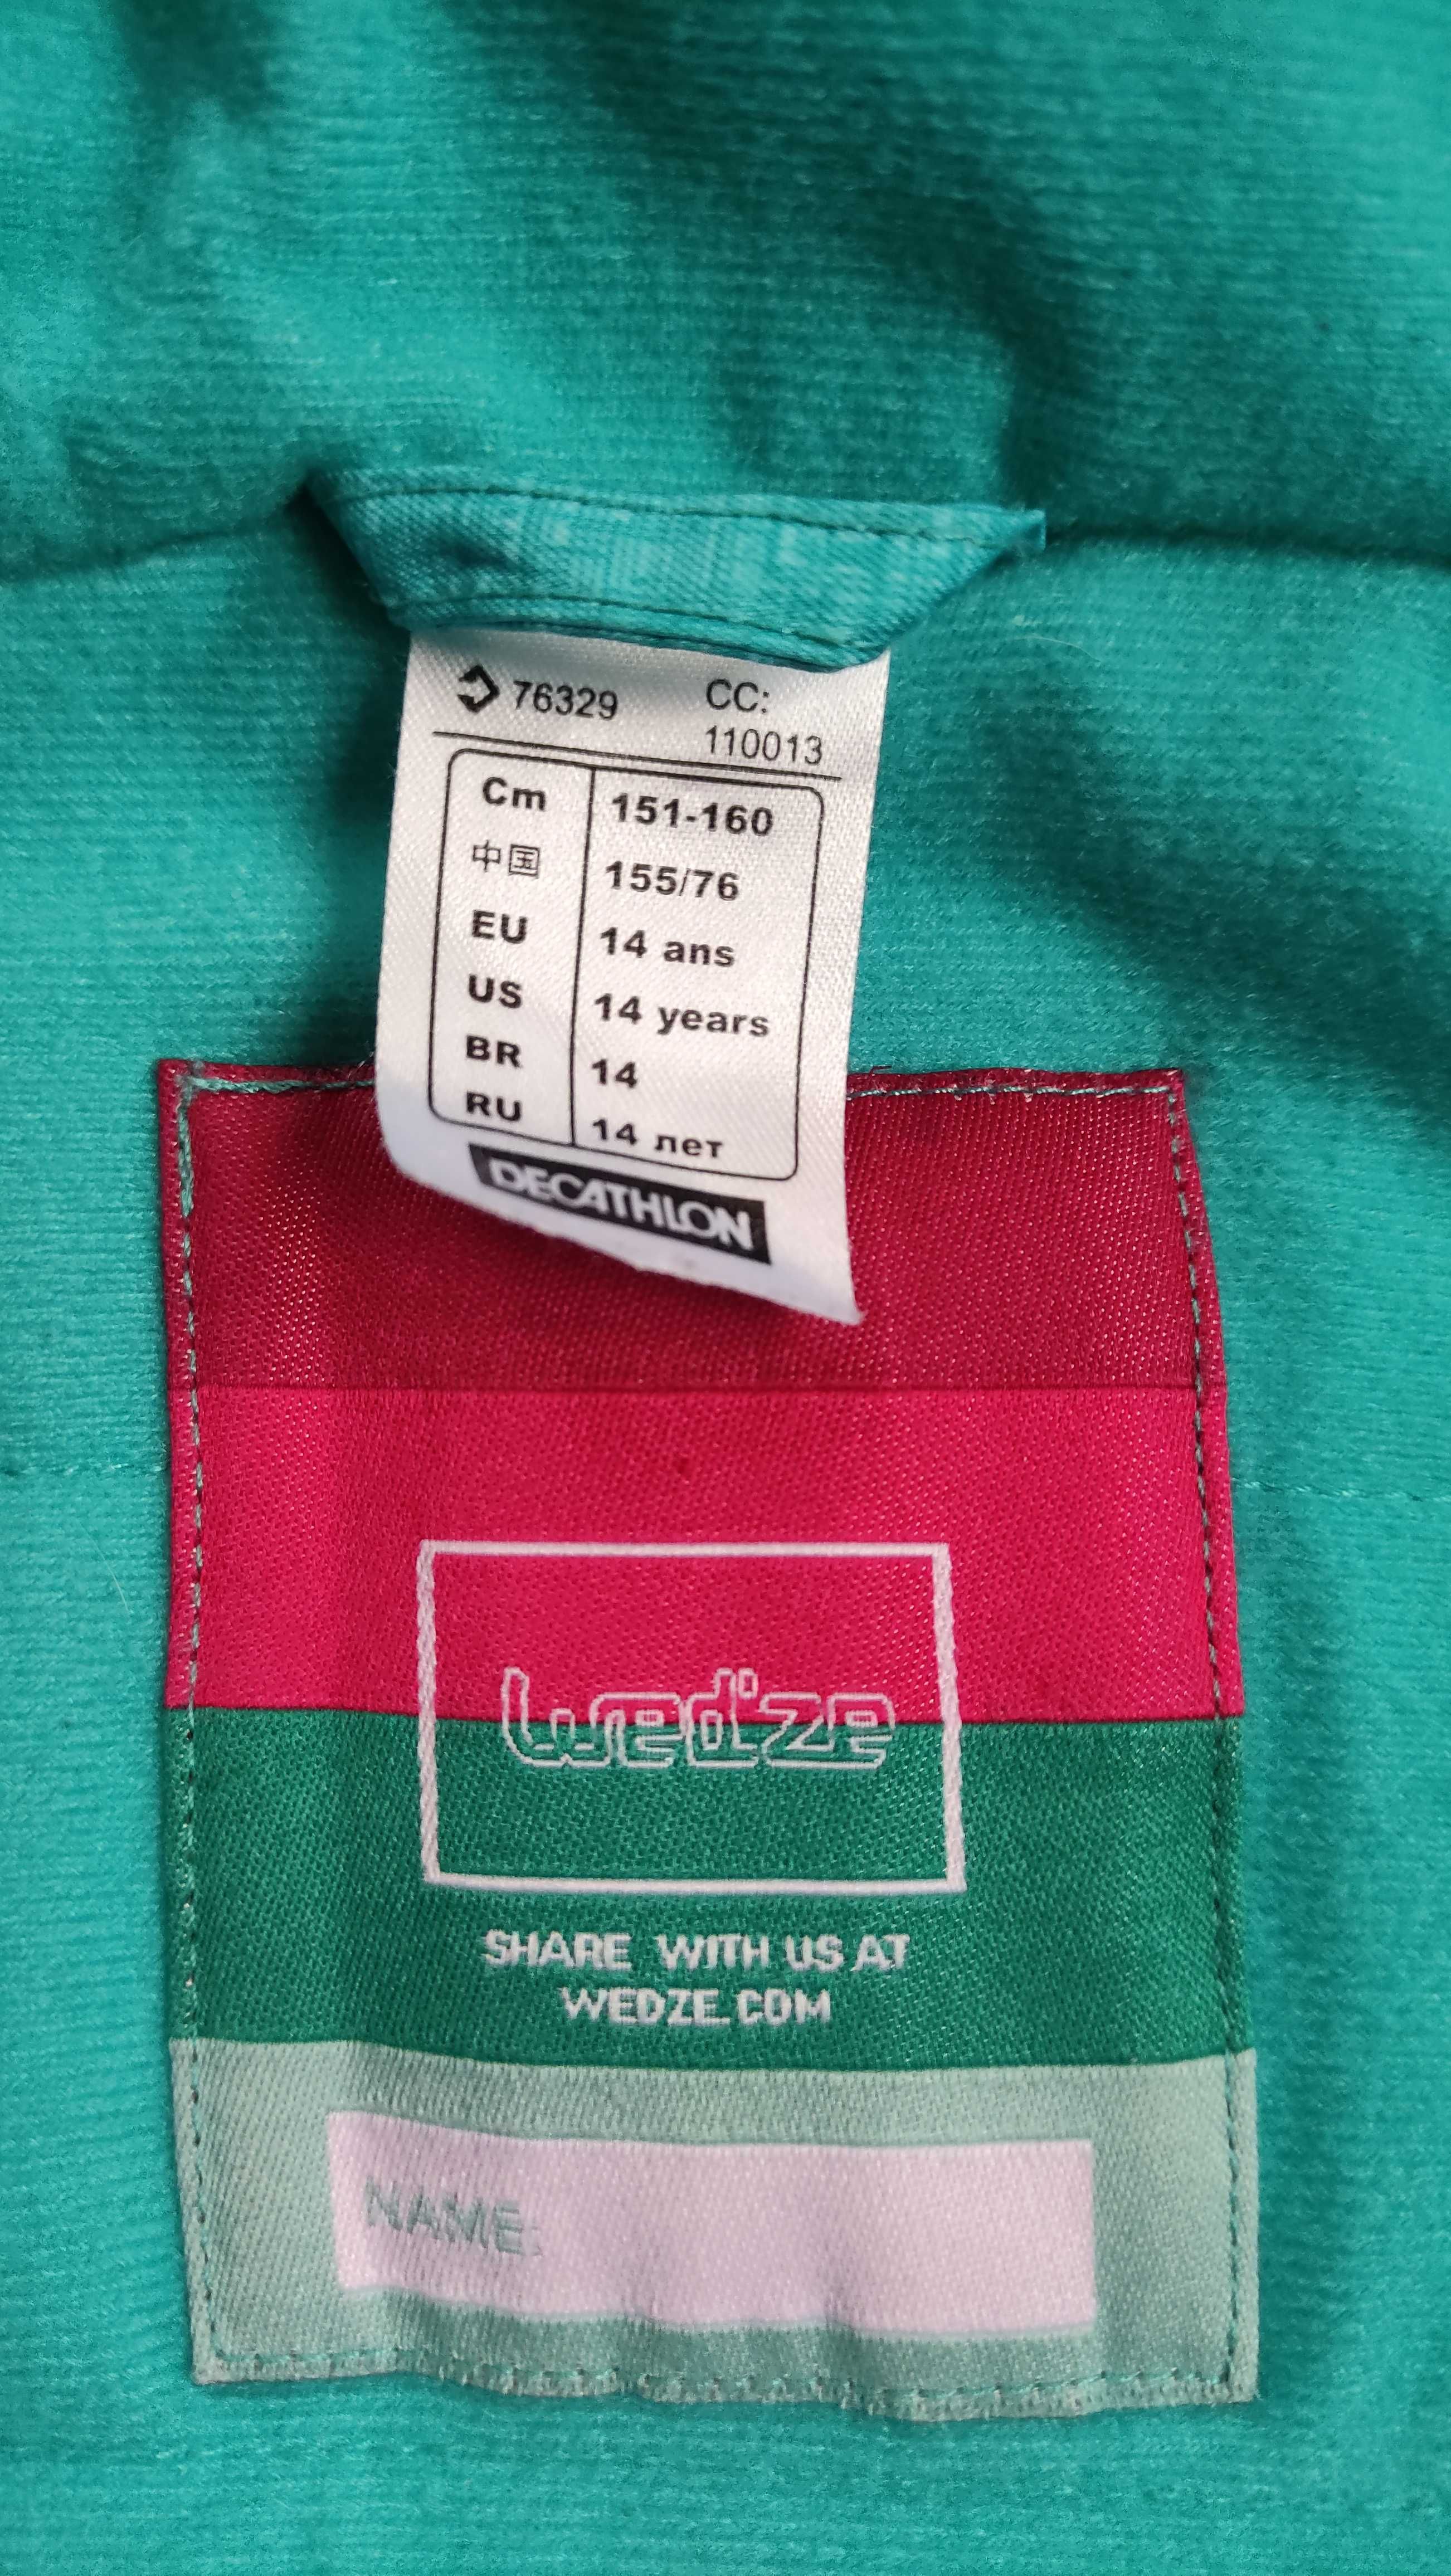 76329 CC:
110013
Cm 151-160
中国 155/76
EU 14 ans
US 14 years
BR 14
RU 14 лет
DECATHLON
wed'ze
SHARE WITH US AT
WEDZE.COM
NAME: